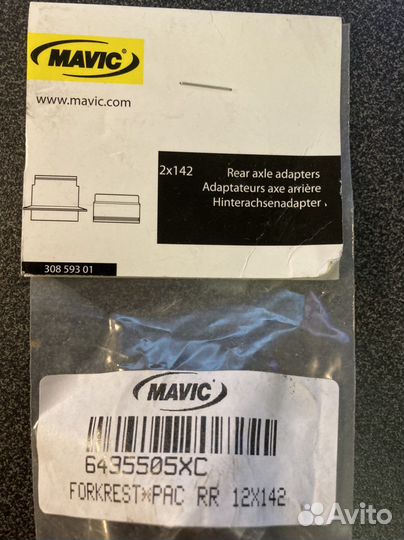 MAVIC
www.mavic.com
2x142
Rear axle adapters
Adaptateurs axe arrière
Hinterachsenadapter
308 593 01
MAVIC
6435505XC
FORKREST*PAC RR 12X142
Avito